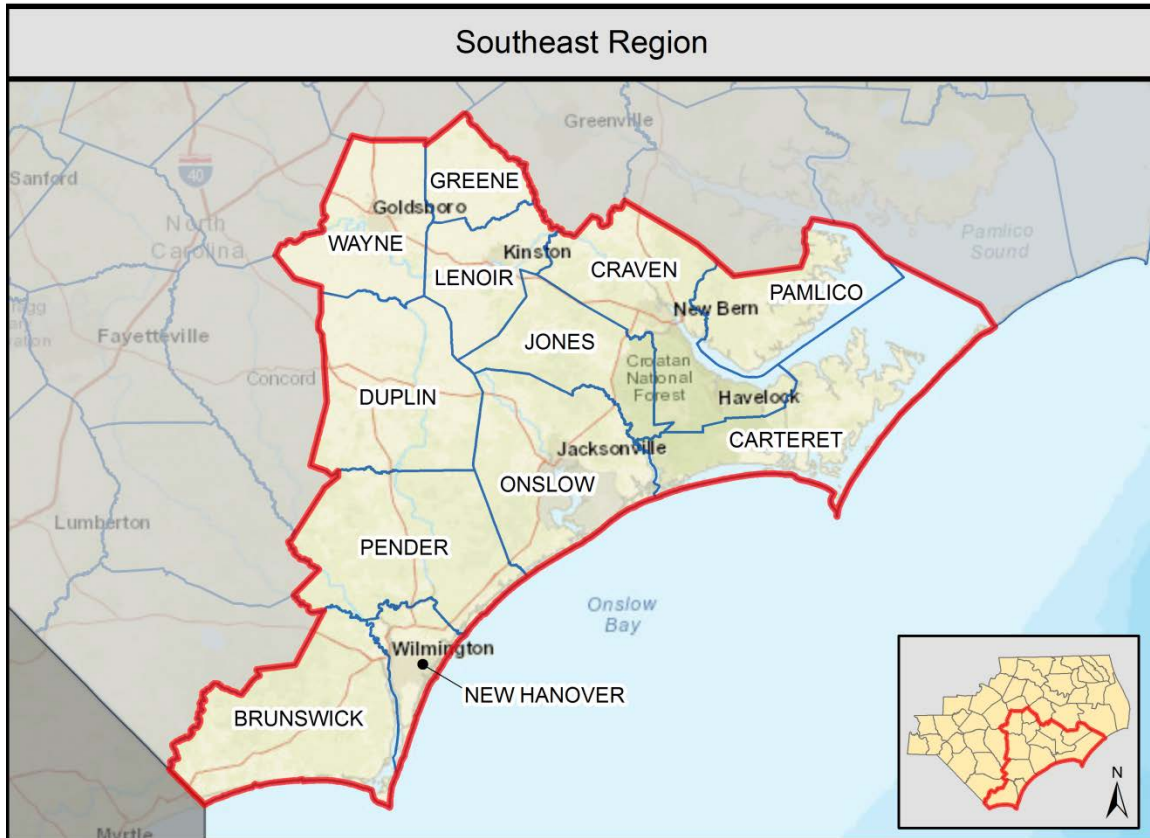 Southeast Region
Greenville
40
Sanford
North
Carolina
GREENE
Goldsboro
WAYNE
Kinston
LENOIR
CRAVEN
Pamlico
Sound
PAMLICO
New Bern
JONES
Fayetteville
Croatan
National
Forest
Concord
DUPLIN
Havelock
CARTERET
Jacksonville
ONSLOW
Lumberton
PENDER
Onslow
Bay
Wilmington
NEW HANOVER
BRUNSWICK
N
Myrtle